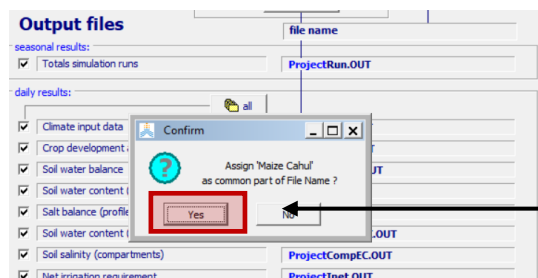 Output files
file name
seasonal results:
Totals simulation runs ProjectRun.OUT
daily results:
all
Climate input data
Confirm
Crop development
Assign 'Maize Cahul'
as common part of File Name ?
Soil water balance
Soil water content
Salt balance (profile
Yes
No
Soil water content .OUT
Soil salinity (compartments) ProjectCompEC.OUT
Net irrigation requirement ProjectInet.OUT